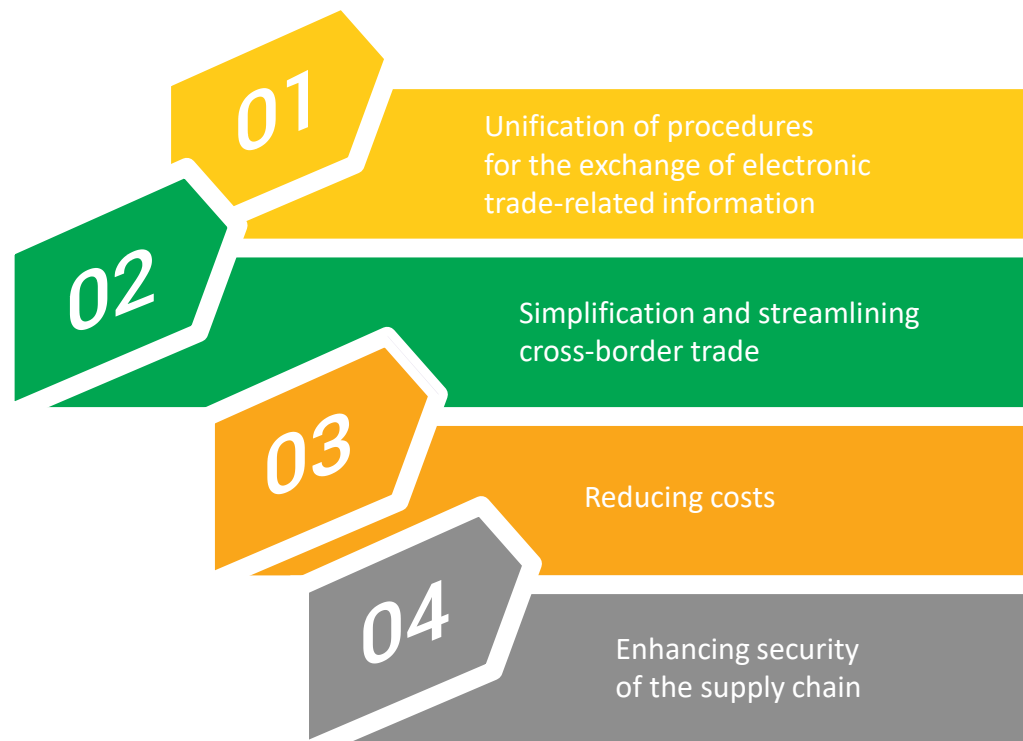 01
Unification of procedures
for the exchange of electronic
trade-related information
02
Simplification and streamlining
cross-border trade
03
Reducing costs
04
Enhancing security
of the supply chain